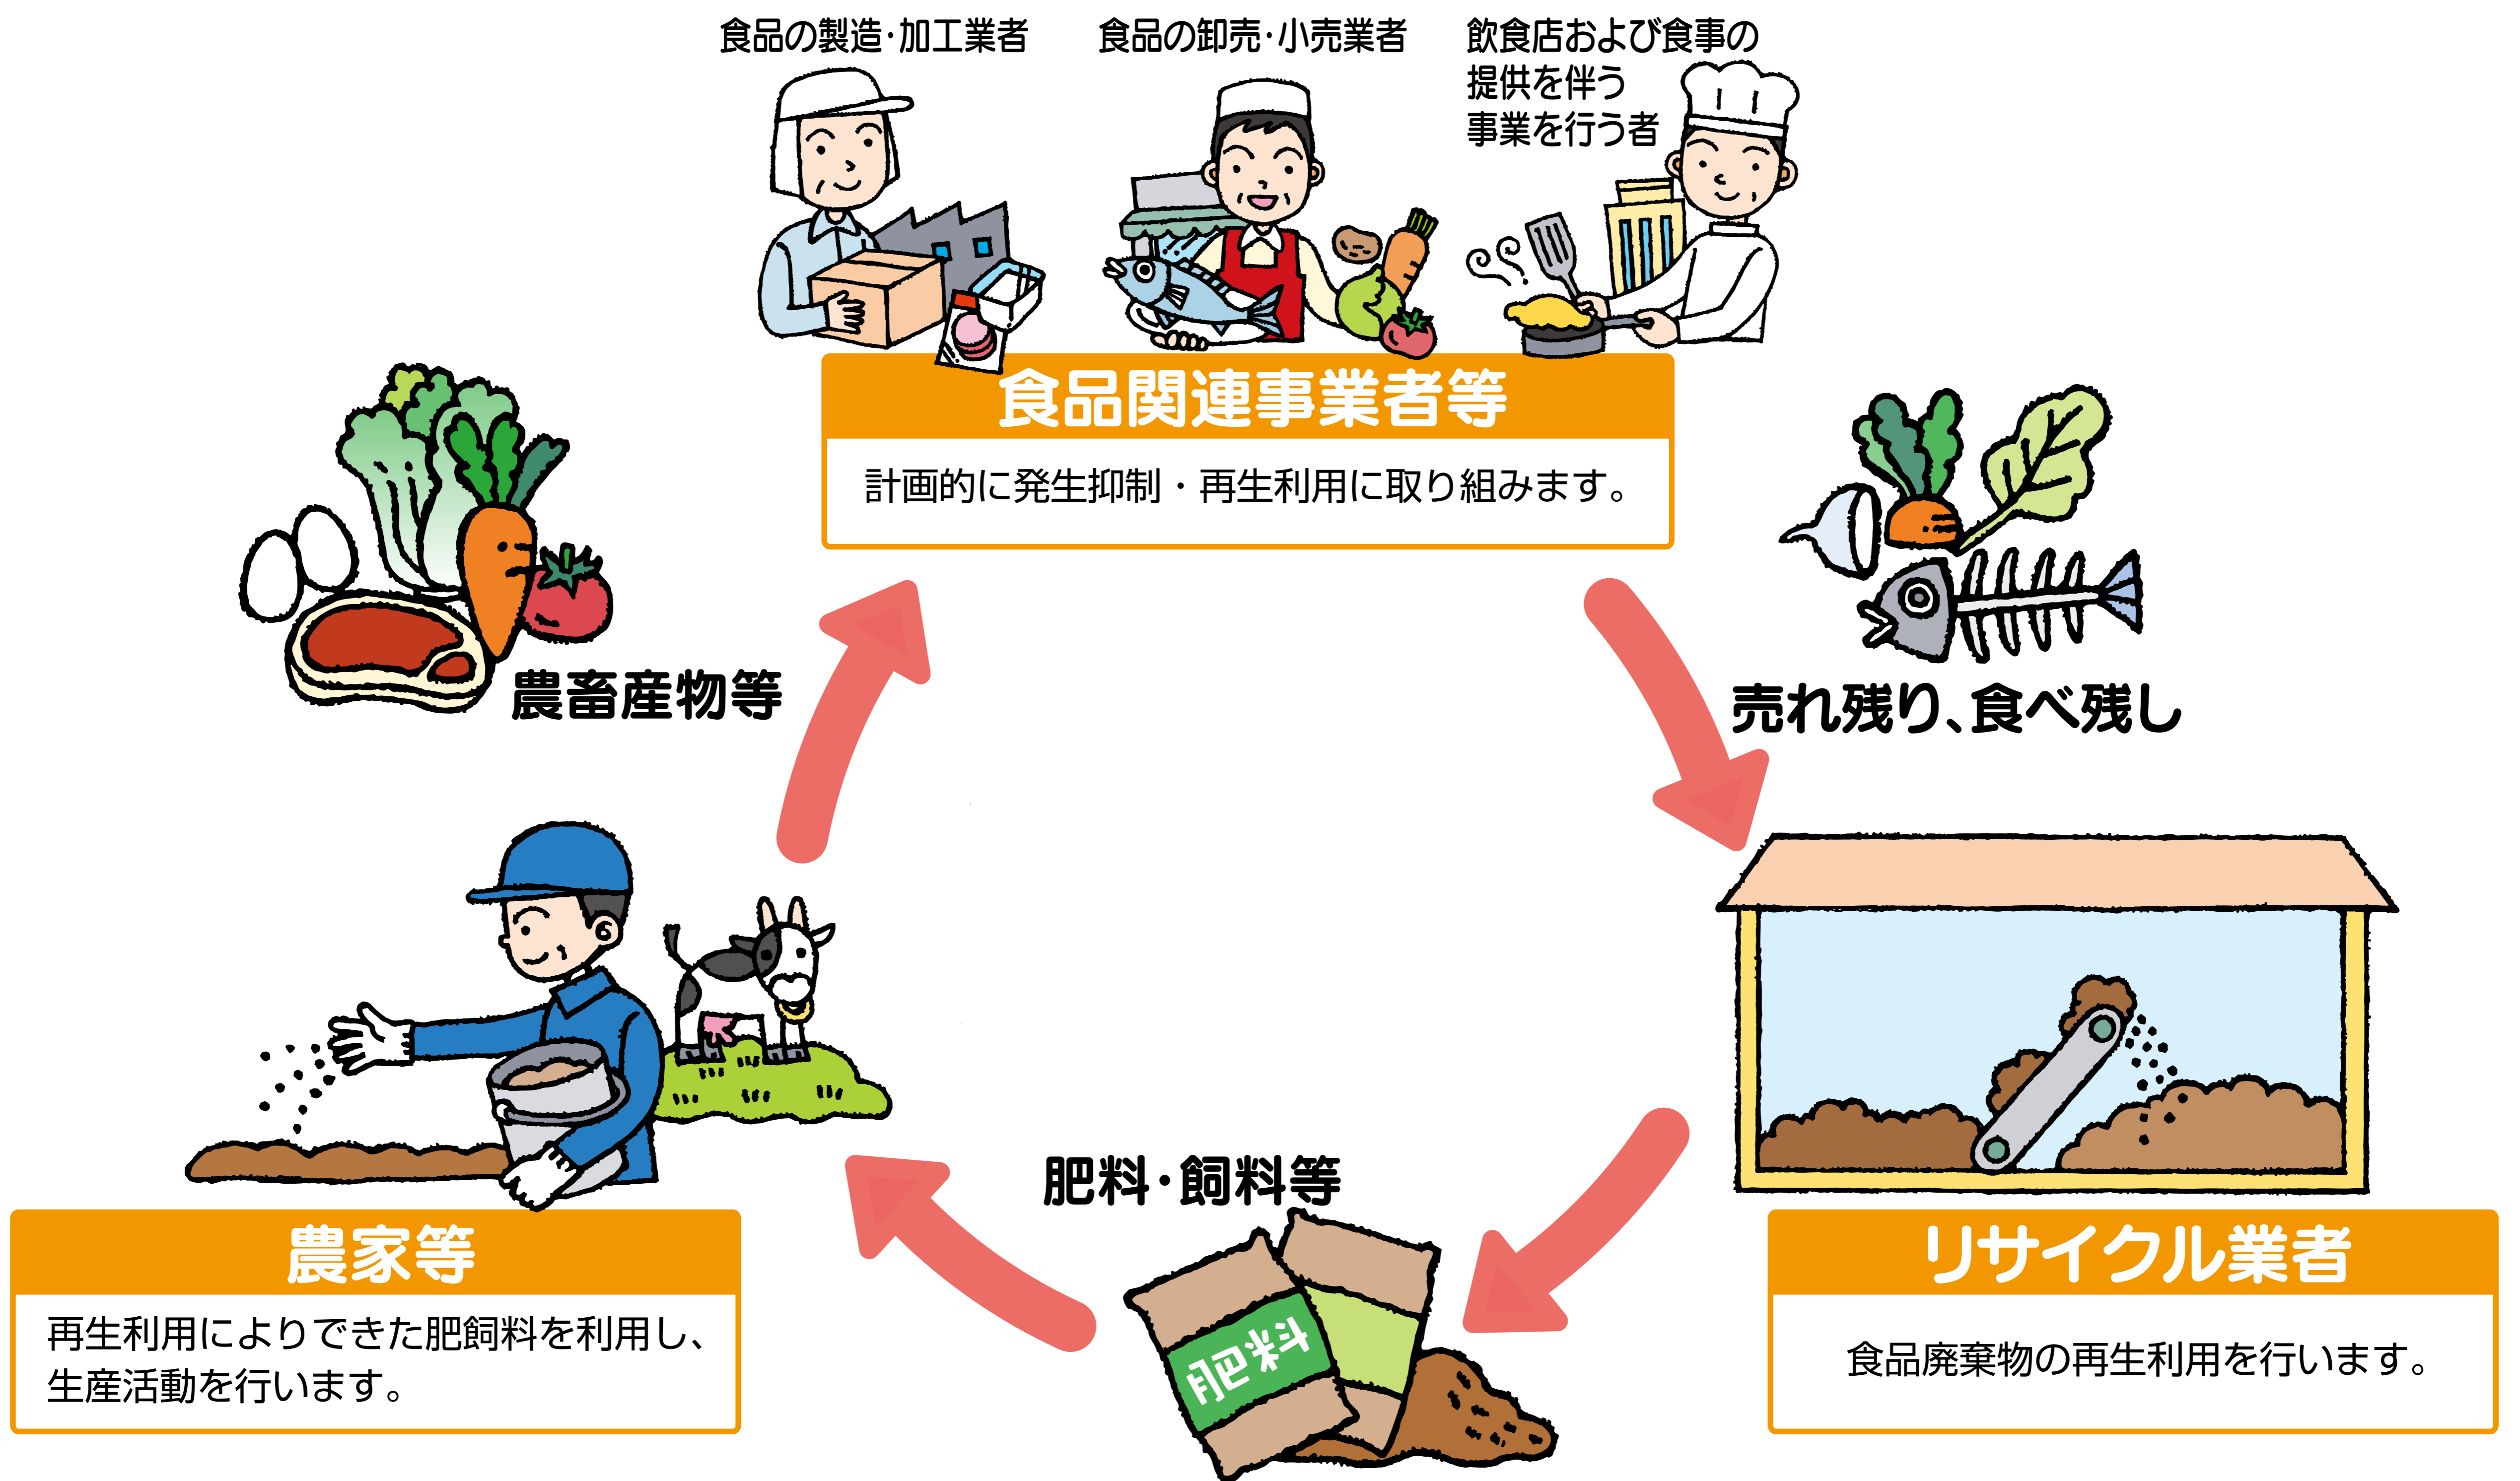 食品の製造・加工業者
食品の卸売・小売業者
飲食店および食事の
提供を伴う
事業を行う者
食品関連事業者等
計画的に発生抑制・再生利用に取り組みます。
農畜産物等
売れ残り、食べ残し
肥料・飼料等
肥料
農家等
再生利用によりできた肥飼料を利用し、
生産活動を行います。
リサイクル業者
食品廃棄物の再生利用を行います。